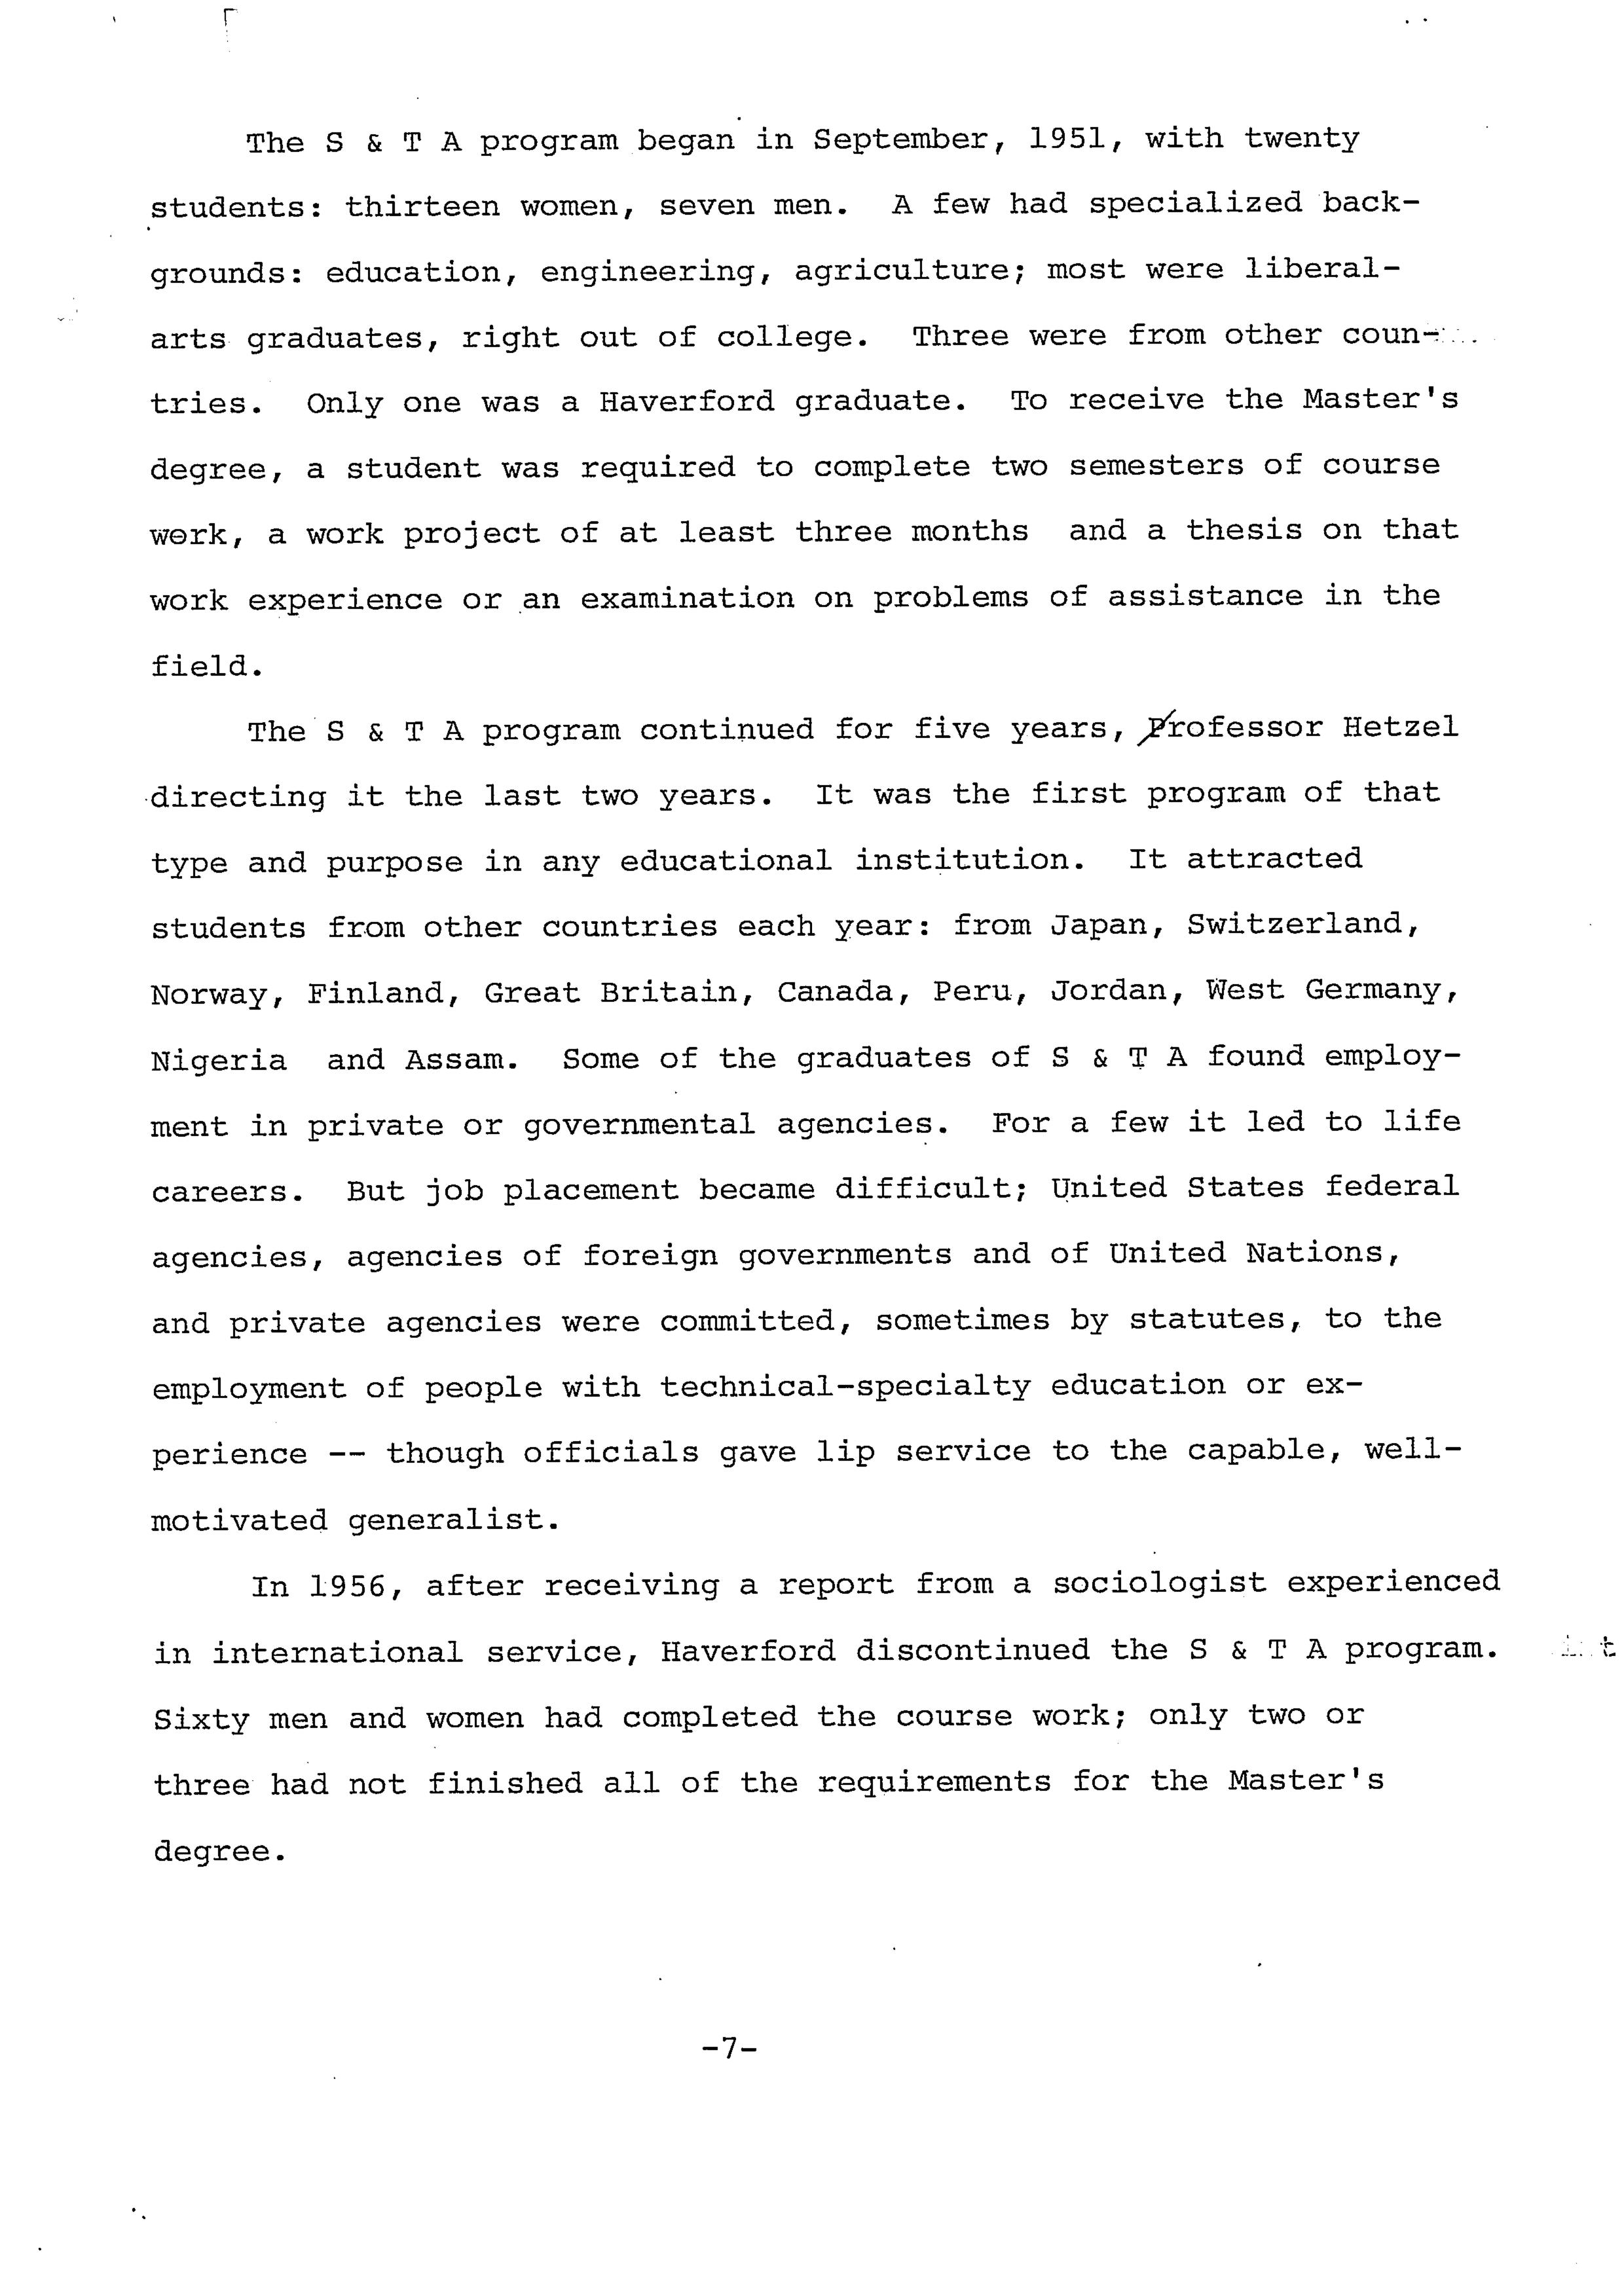 The S & T A program began in September, 1951, with twenty
students: thirteen women, seven men. A few had specialized back-
grounds: education, engineering, agriculture; most were liberal-
arts graduates, right out of college. Three were from other coun-
tries. Only one was a Haverford graduate. To receive the Master's
degree, a student was required to complete two semesters of course
work, a work project of at least three months and a thesis on that
work experience or an examination on problems of assistance in the
field.
The S & T A program continued for five years, Professor Hetzel
directing it the last two years. It was the first program of that
type and purpose in any educational institution. It attracted
students from other countries each year: from Japan, Switzerland,
Norway, Finland, Great Britain, Canada, Peru, Jordan, West Germany,
Nigeria and Assam. Some of the graduates of S & T A found employ-
ment in private or governmental agencies. For a few it led to life
careers. But job placement became difficult; United States federal
agencies, agencies of foreign governments and of United Nations,
and private agencies were committed, sometimes by statutes, to the
employment of people with technical-specialty education or ex-
perience -- though officials gave lip service to the capable, well-
motivated generalist.
In 1956, after receiving a report from a sociologist experienced
in international service, Haverford discontinued the S & T A program.
Sixty men and women had completed the course work; only two or
three had not finished all of the requirements for the Master's
degree.
-7-